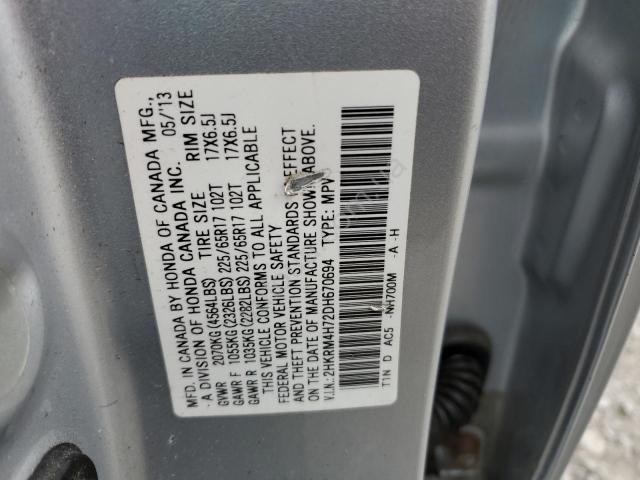 MFD. IN CANADA BY HONDA OF CANADA MFG.,
- A DIVISION OF HONDA CANADA INC. 05/'13
TIRE SIZE RIM SIZE
GVWR 2070KG(4564LBS)
GAWR F 1055KG(2326LBS) 225/65R17 102T 17X6.5J
GAWR R 1035KG(2282LBS) 225/65R17 102T 17X6.5J
THIS VEHICLE CONFORMS TO ALL APPLICABLE
FEDERAL MOTOR VEHICLE SAFETY
AND THEFT PREVENTION STANDARDS IN EFFECT
ON THE DATE OF MANUFACTURE SHOWN ABOVE.
V.I.N.: 2HKRM4H72DH670694 TYPE: MPV
T1N D AC5 -NH700M -A -H